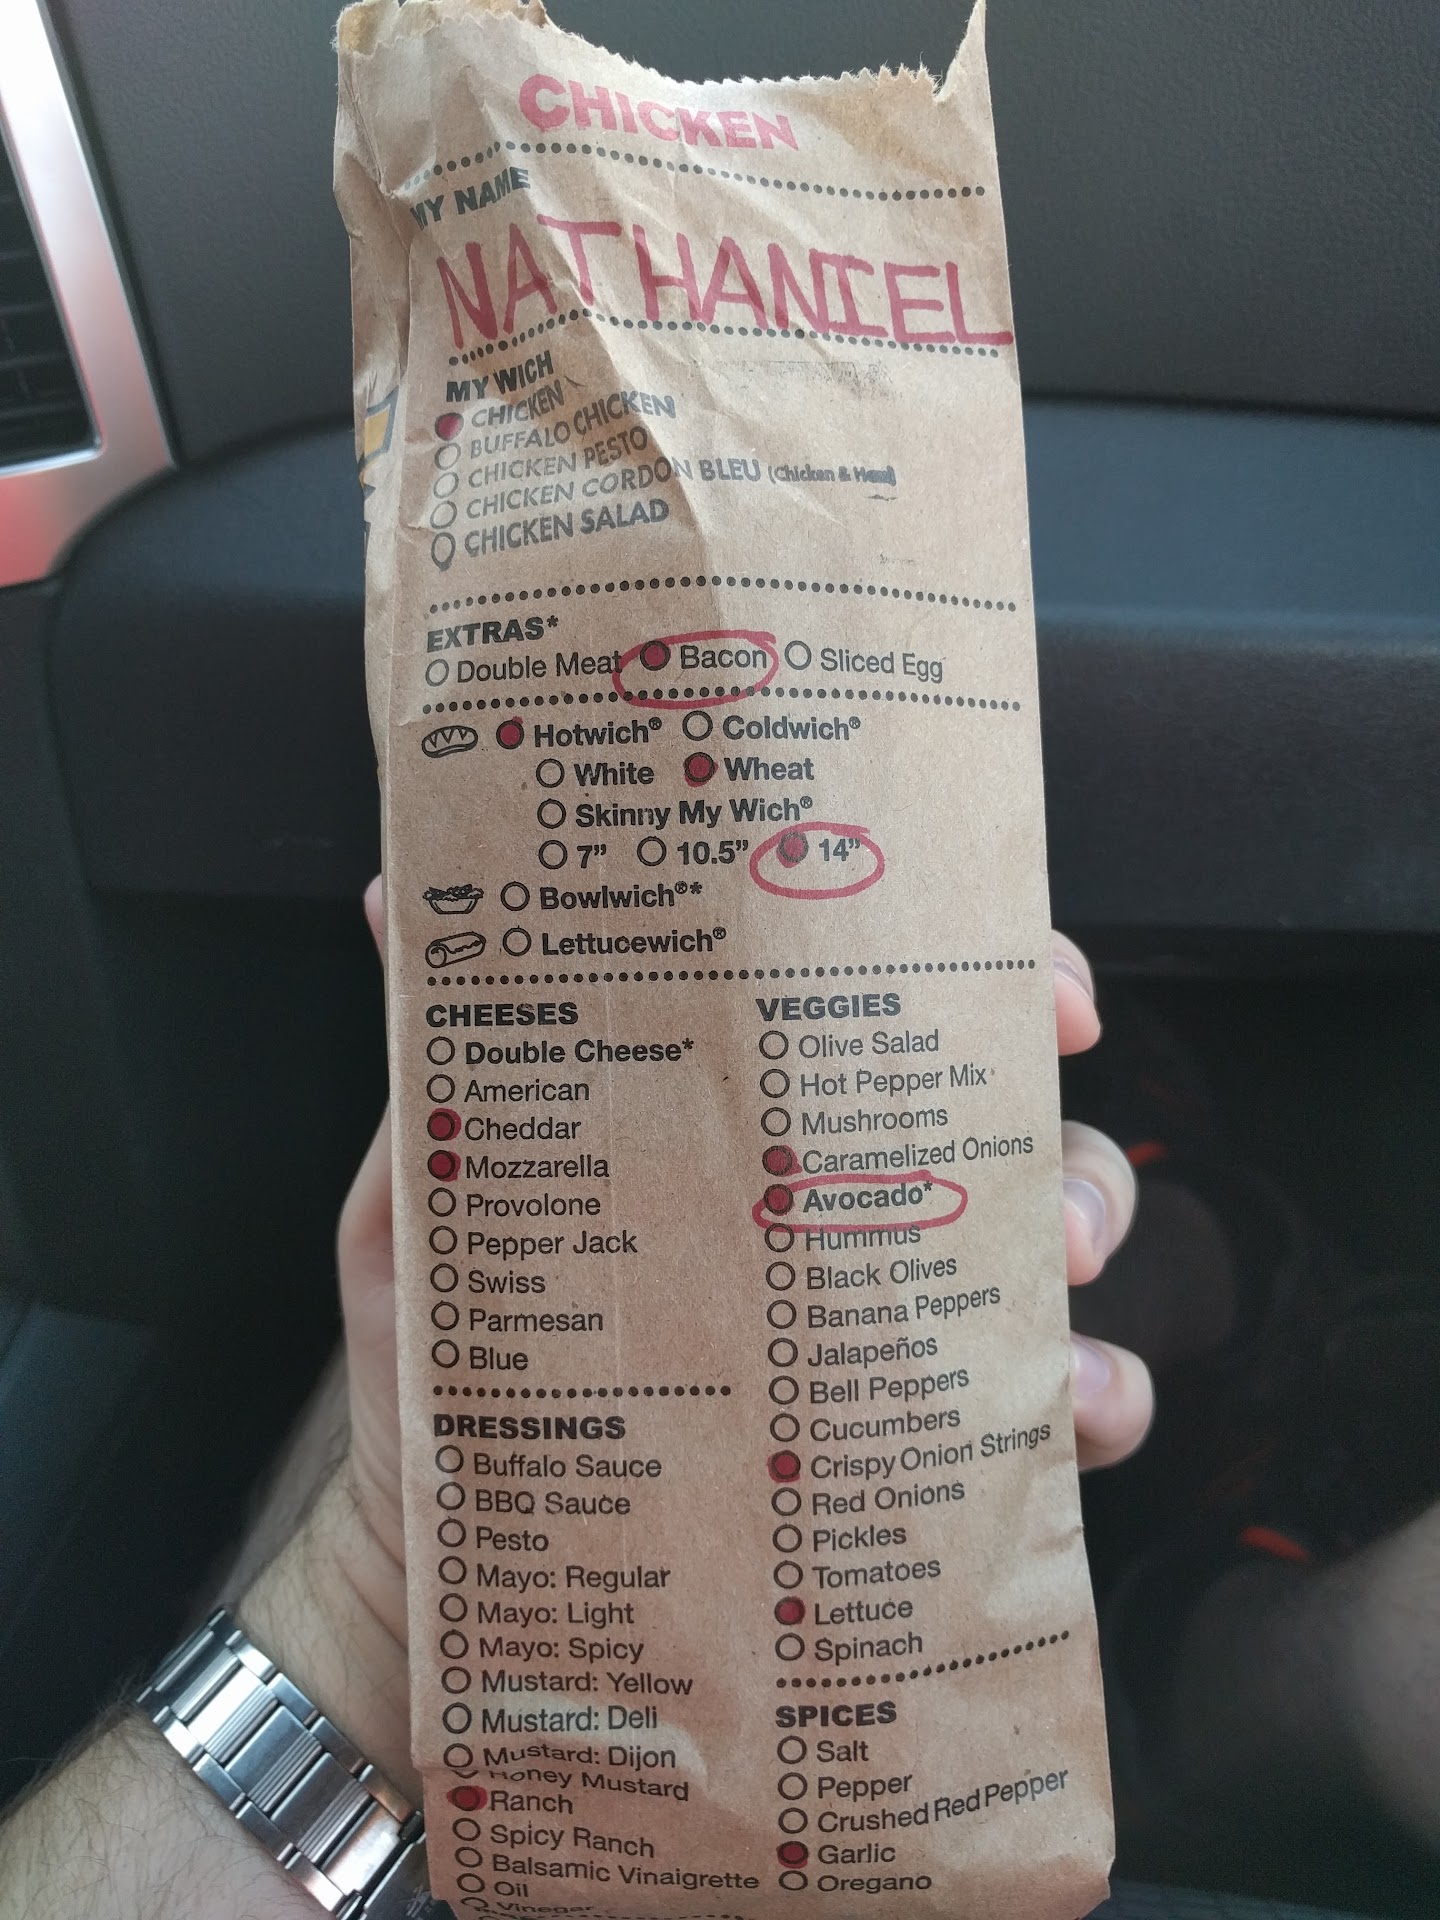 CHICKEN
MY NAME
NATHANIEL
MY WICH
CHICKEN
BUFFALO CHICKEN
CHICKEN PESTO
CHICKEN CORDON BLEU (Chicken & Ham)
CHICKEN SALAD
EXTRAS*
Double Meat Bacon Sliced Egg
Hotwich® Coldwich®
White Wheat
Skinny My Wich®
7” 10.5” 14”
Bowlwich®*
Lettucewich®
CHEESES
Double Cheese*
American
Cheddar
Mozzarella
Provolone
Pepper Jack
Swiss
Parmesan
Blue
DRESSINGS
Buffalo Sauce
BBQ Sauce
Pesto
Mayo: Regular
Mayo: Light
Mayo: Spicy
Mustard: Yellow
Mustard: Deli
Mustard: Dijon
Honey Mustard
Ranch
Spicy Ranch
Balsamic Vinaigrette
Oil
Vinegar
VEGGIES
Olive Salad
Hot Pepper Mix
Mushrooms
Caramelized Onions
Avocado*
Hummus
Black Olives
Banana Peppers
Jalapeños
Bell Peppers
Cucumbers
Crispy Onion Strings
Red Onions
Pickles
Tomatoes
Lettuce
Spinach
SPICES
Salt
Pepper
Crushed Red Pepper
Garlic
Oregano